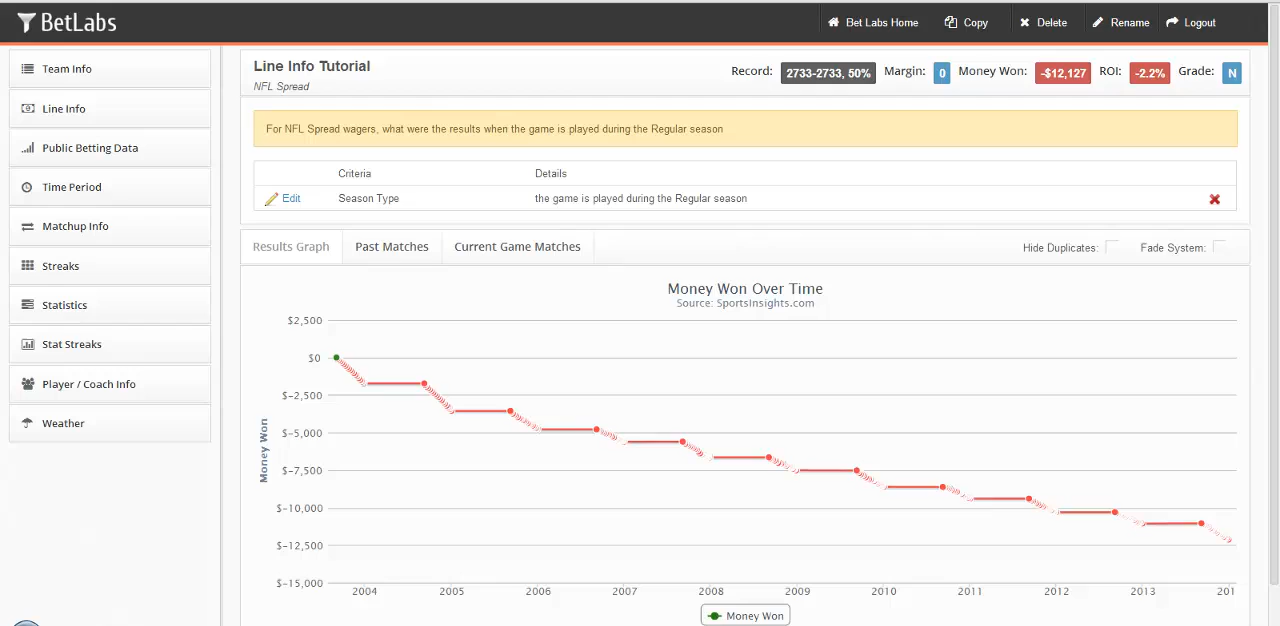 BetLabs
Bet Labs Home Copy Delete Rename Logout
Team Info
Line Info
Public Betting Data
Time Period
Matchup Info
Streaks
Statistics
Stat Streaks
Player / Coach Info
Weather
Line Info Tutorial
NFL Spread
Record: 2733-2733, 50% Margin: 0 Money Won: -$12,127 ROI: -2.2% Grade: N
For NFL Spread wagers, what were the results when the game is played during the Regular season
Criteria Details
Edit Season Type the game is played during the Regular season
Results Graph Past Matches Current Game Matches Hide Duplicates: Fade System:
Money Won Over Time
Source: SportsInsights.com
Money Won
$2,500
$0
$-2,500
$-5,000
$-7,500
$-10,000
$-12,500
$-15,000
2004 2005 2006 2007 2008 2009 2010 2011 2012 2013 201
Money Won